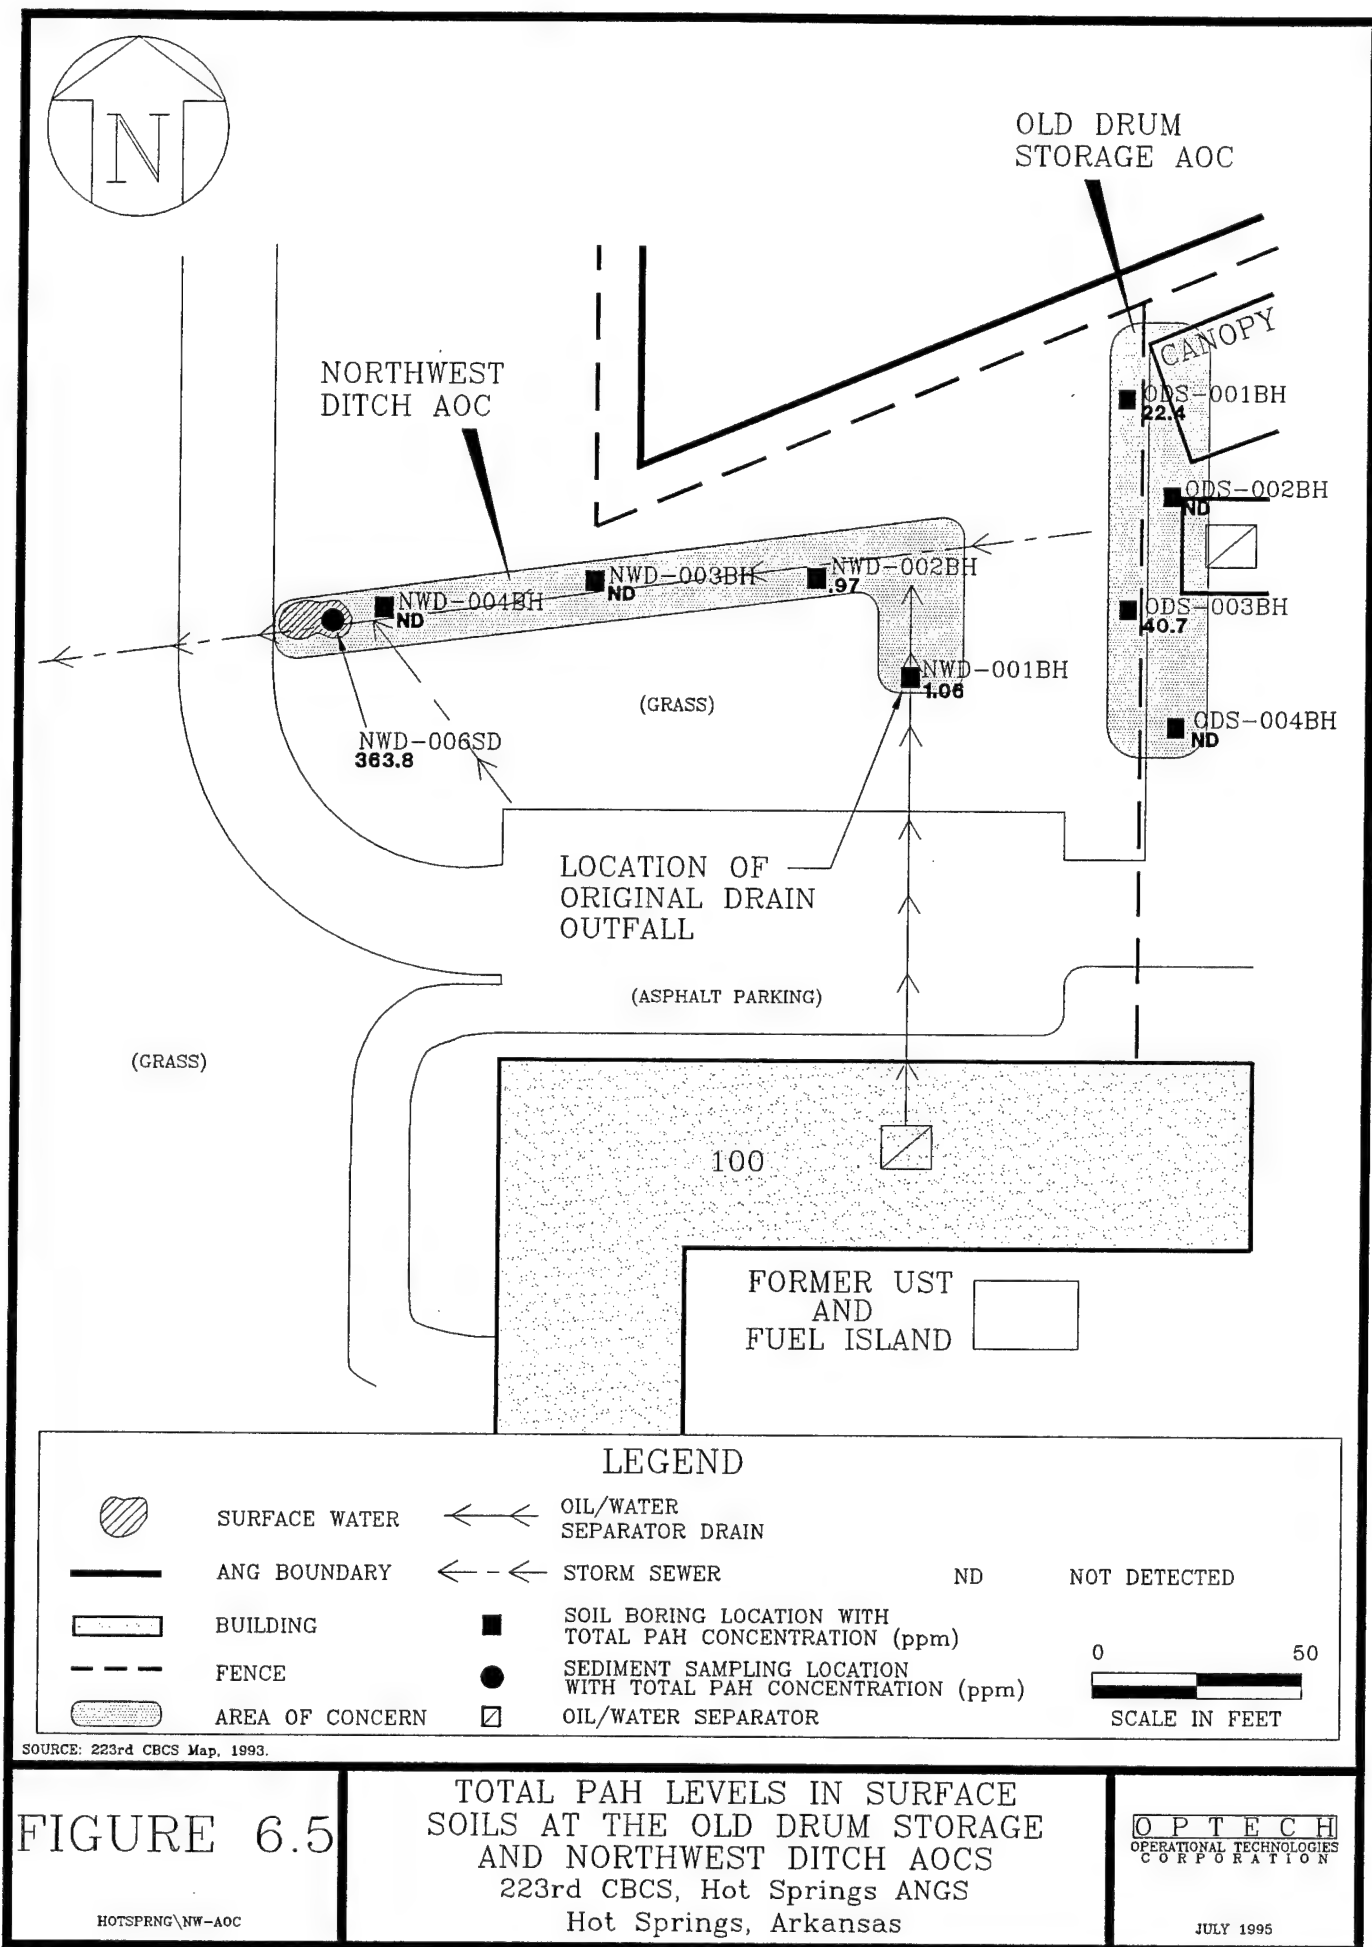 N
OLD DRUM
STORAGE AOC
NORTHWEST
DITCH AOC
CANOPY
ODS-001BH
22.4
ODS-002BH
ND
NWD-002BH
.97
NWD-003BH
ND
NWD-004BH
ND
ODS-003BH
40.7
NWD-001BH
1.06
(GRASS)
ODS-004BH
ND
NWD-006SD
363.8
LOCATION OF
ORIGINAL DRAIN
OUTFALL
(ASPHALT PARKING)
(GRASS)
100
FORMER UST
AND
FUEL ISLAND
LEGEND
SURFACE WATER
OIL/WATER
SEPARATOR DRAIN
ANG BOUNDARY
STORM SEWER
ND NOT DETECTED
BUILDING
SOIL BORING LOCATION WITH
TOTAL PAH CONCENTRATION (ppm)
FENCE
SEDIMENT SAMPLING LOCATION
WITH TOTAL PAH CONCENTRATION (ppm)
0 50
SCALE IN FEET
AREA OF CONCERN
OIL/WATER SEPARATOR
SOURCE: 223rd CBCS Map, 1993.
FIGURE 6.5
HOTSPRNG\NW-AOC
TOTAL PAH LEVELS IN SURFACE
SOILS AT THE OLD DRUM STORAGE
AND NORTHWEST DITCH AOCS
223rd CBCS, Hot Springs ANGS
Hot Springs, Arkansas
OPTECH
OPERATIONAL TECHNOLOGIES
CORPORATION
JULY 1995